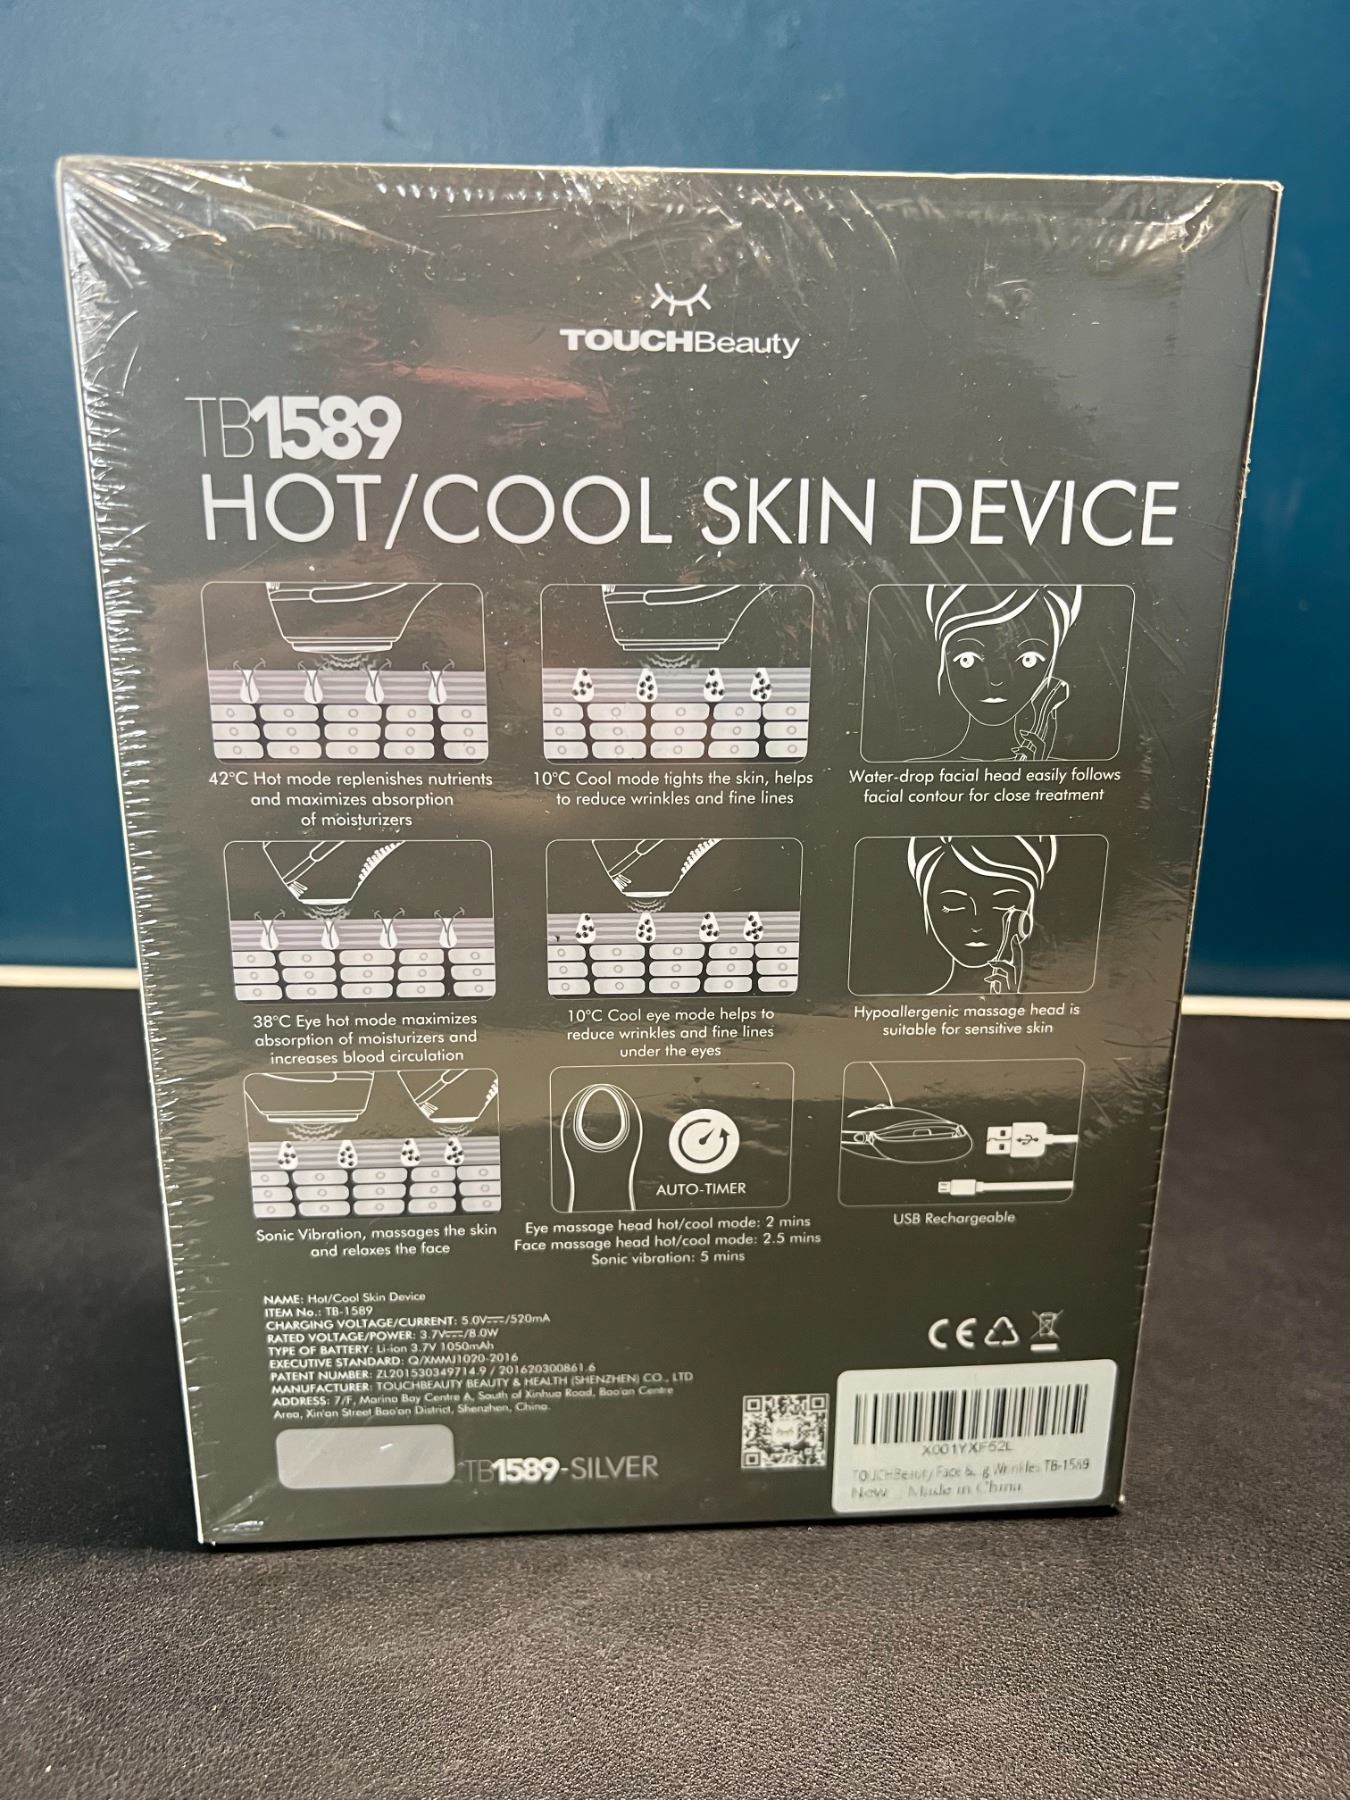 TOUCHBeauty
TB1589
HOT/COOL SKIN DEVICE
42°C Hot mode replenishes nutrients
and maximizes absorption
of moisturizers
10°C Cool mode tights the skin, helps
to reduce wrinkles and fine lines
Water-drop facial head easily follows
facial contour for close treatment
38°C Eye hot mode maximizes
absorption of moisturizers and
increases blood circulation
10°C Cool eye mode helps to
reduce wrinkles and fine lines
under the eyes
Hypoallergenic massage head is
suitable for sensitive skin
Sonic Vibration, massages the skin
and relaxes the face
AUTO-TIMER
Eye massage head hot/cool mode: 2 mins
Face massage head hot/cool mode: 2.5 mins
Sonic vibration: 5 mins
USB Rechargeable
NAME: Hot/Cool Skin Device
ITEM No.: TB-1589
CHARGING VOLTAGE/CURRENT: 5.0V⎓/520mA
RATED VOLTAGE/POWER: 3.7V⎓/8.0W
TYPE OF BATTERY: Li-ion 3.7V 1050mAh
EXECUTIVE STANDARD: Q/XMMJ1020-2016
PATENT NUMBER: ZL201530349714.9 / 201620300861.6
MANUFACTURER: TOUCHBEAUTY BEAUTY & HEALTH (SHENZHEN) CO., LTD
ADDRESS: 7/F, Marina Bay Centre A, South of Xinhua Road, Bao'an Centre
Area, Xin'an Street Bao'an District, Shenzhen, China.
CE
TB1589-SILVER
X001YXF52L
TOUCHBeauty Face & g Wrinkles TB-1589
New Made in China